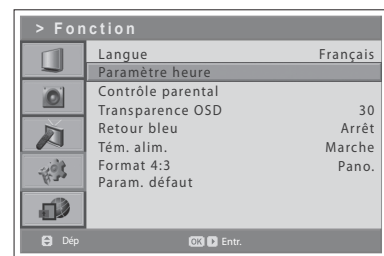 > Fonction
Langue Français
Paramètre heure
Contrôle parental
Transparence OSD 30
Retour bleu Arrêt
Tém. alim. Marche
Format 4:3 Pano.
Param. défaut
Dép OK Entr.